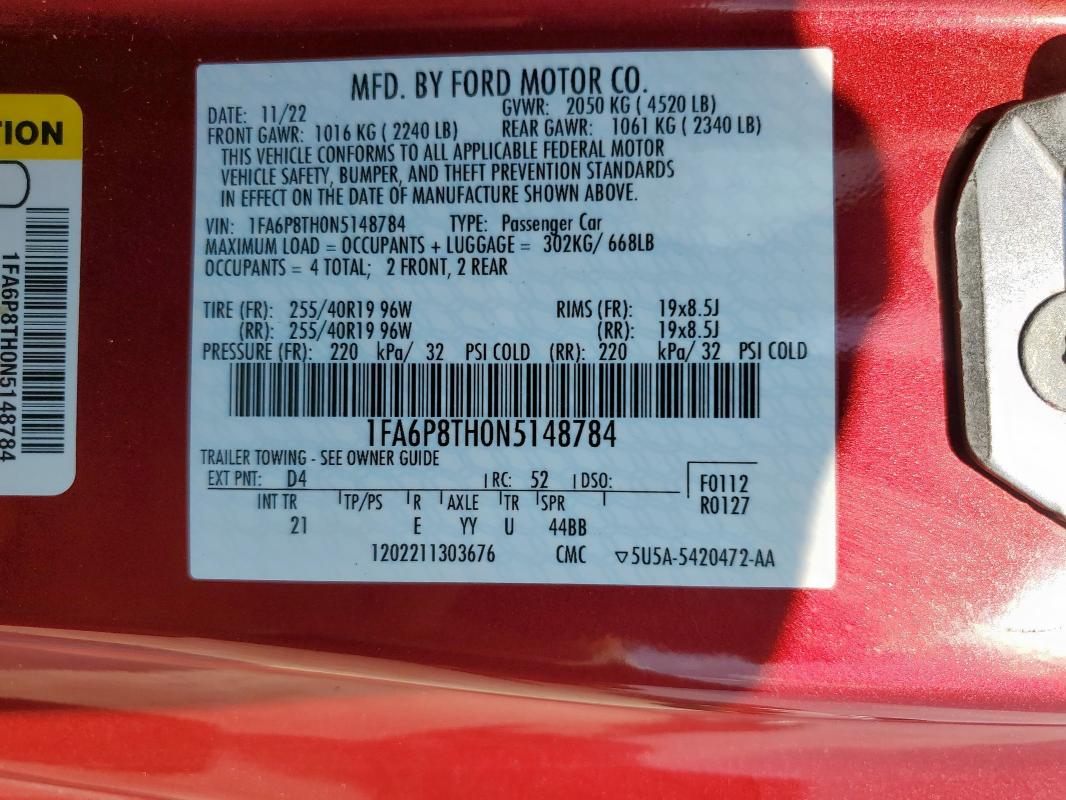 TION
1FA6P8TH0N5148784
MFD. BY FORD MOTOR CO.
DATE: 11/22 GVWR: 2050 KG ( 4520 LB)
FRONT GAWR: 1016 KG ( 2240 LB) REAR GAWR: 1061 KG ( 2340 LB)
THIS VEHICLE CONFORMS TO ALL APPLICABLE FEDERAL MOTOR
VEHICLE SAFETY, BUMPER, AND THEFT PREVENTION STANDARDS
IN EFFECT ON THE DATE OF MANUFACTURE SHOWN ABOVE.
VIN: 1FA6P8TH0N5148784 TYPE: Passenger Car
MAXIMUM LOAD = OCCUPANTS + LUGGAGE = 302KG/ 668LB
OCCUPANTS = 4 TOTAL; 2 FRONT, 2 REAR
TIRE (FR): 255/40R19 96W RIMS (FR): 19x8.5J
(RR): 255/40R19 96W (RR): 19x8.5J
PRESSURE (FR): 220 kPa/ 32 PSI COLD (RR): 220 kPa/ 32 PSI COLD
1FA6P8TH0N5148784
TRAILER TOWING - SEE OWNER GUIDE
EXT PNT: D4 RC: 52 DSO: F0112
INT TR TP/PS R AXLE TR SPR R0127
21 E YY U 44BB
1202211303676 CMC ▽5U5A-5420472-AA